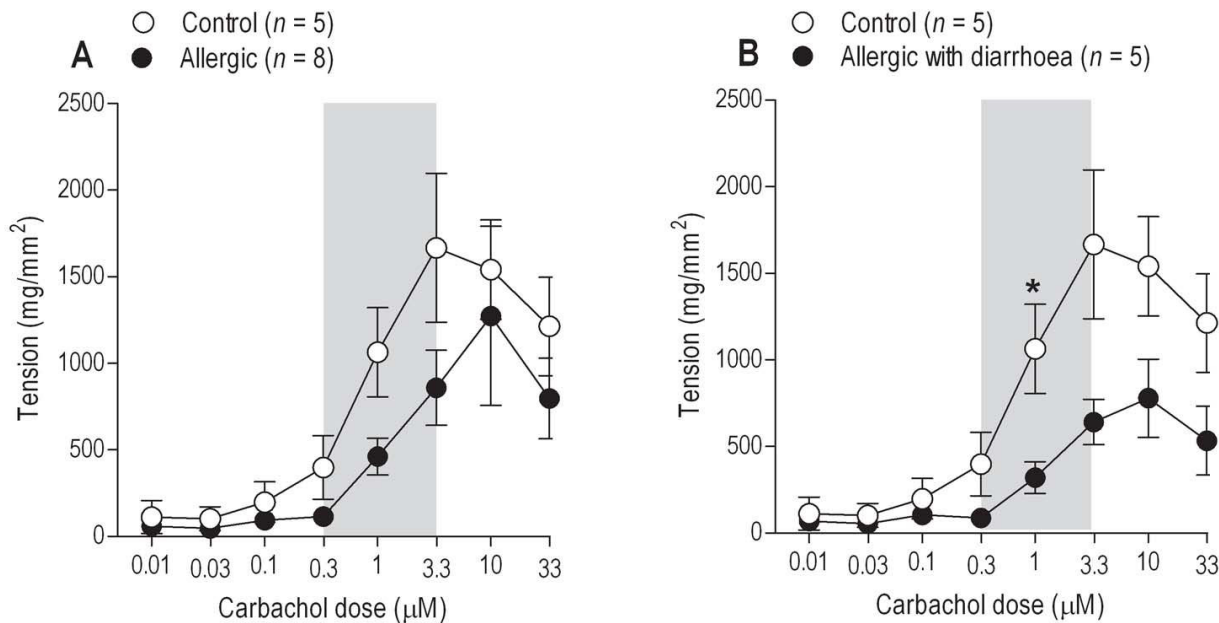 Control (n = 5)
A Allergic (n = 8)
2500
2000
1500
1000
500
0
Tension (mg/mm²)
0.01 0.03 0.1 0.3 1 3.3 10 33
Carbachol dose (µM)
Control (n = 5)
B Allergic with diarrhoea (n = 5)
2500
2000
1500
1000
500
0
Tension (mg/mm²)
*
0.01 0.03 0.1 0.3 1 3.3 10 33
Carbachol dose (µM)